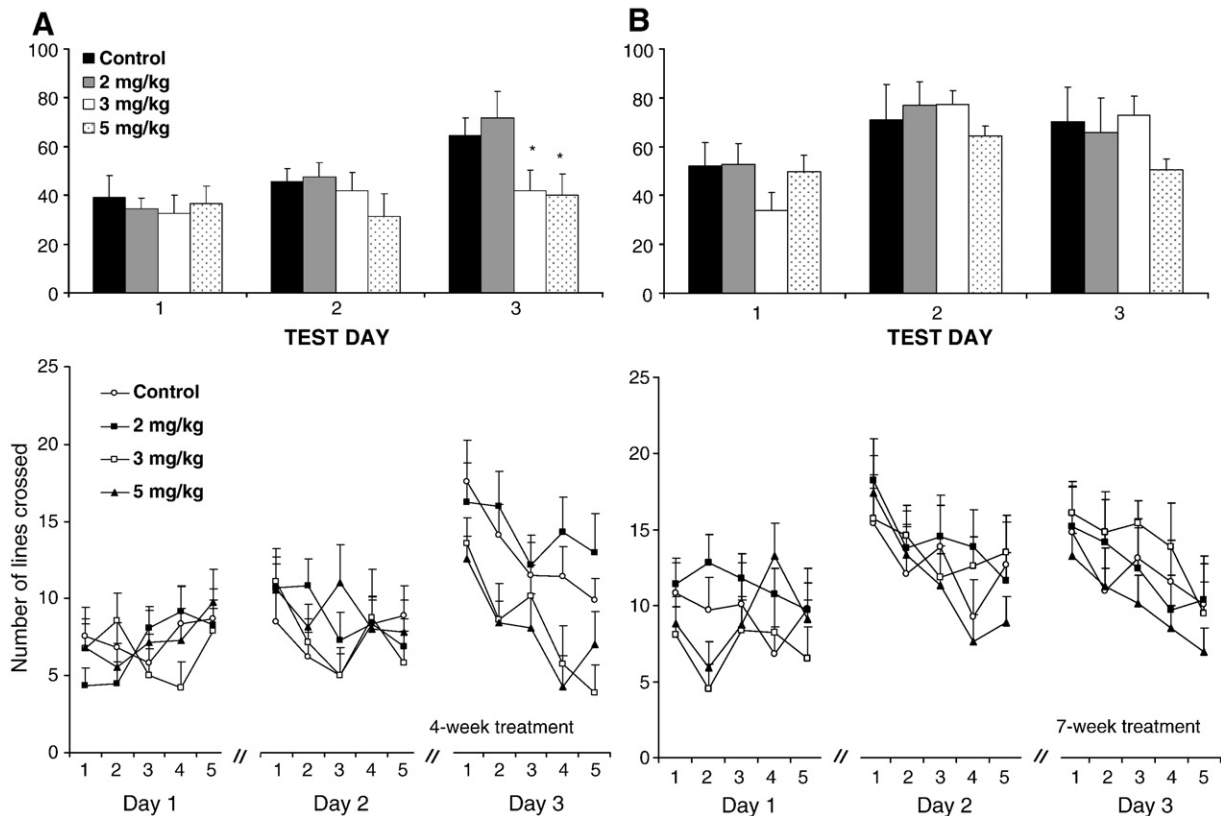 A
100
80
60
40
20
0
Control
2 mg/kg
3 mg/kg
5 mg/kg
* *
1 2 3
TEST DAY
B
100
80
60
40
20
0
1 2 3
TEST DAY
Number of lines crossed
25
20
15
10
5
0
Control
2 mg/kg
3 mg/kg
5 mg/kg
4-week treatment
1 2 3 4 5 // 1 2 3 4 5 // 1 2 3 4 5
Day 1 Day 2 Day 3
25
20
15
10
5
0
7-week treatment
1 2 3 4 5 // 1 2 3 4 5 // 1 2 3 4 5
Day 1 Day 2 Day 3